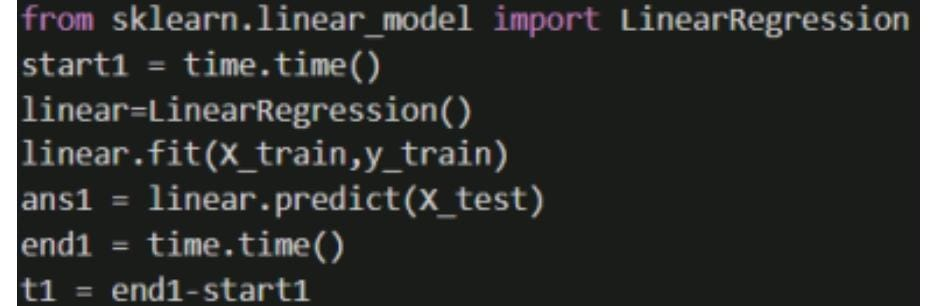 from sklearn.linear_model import LinearRegression
start1 = time.time()
linear=LinearRegression()
linear.fit(X_train,y_train)
ans1 = linear.predict(X_test)
end1 = time.time()
t1 = end1-start1